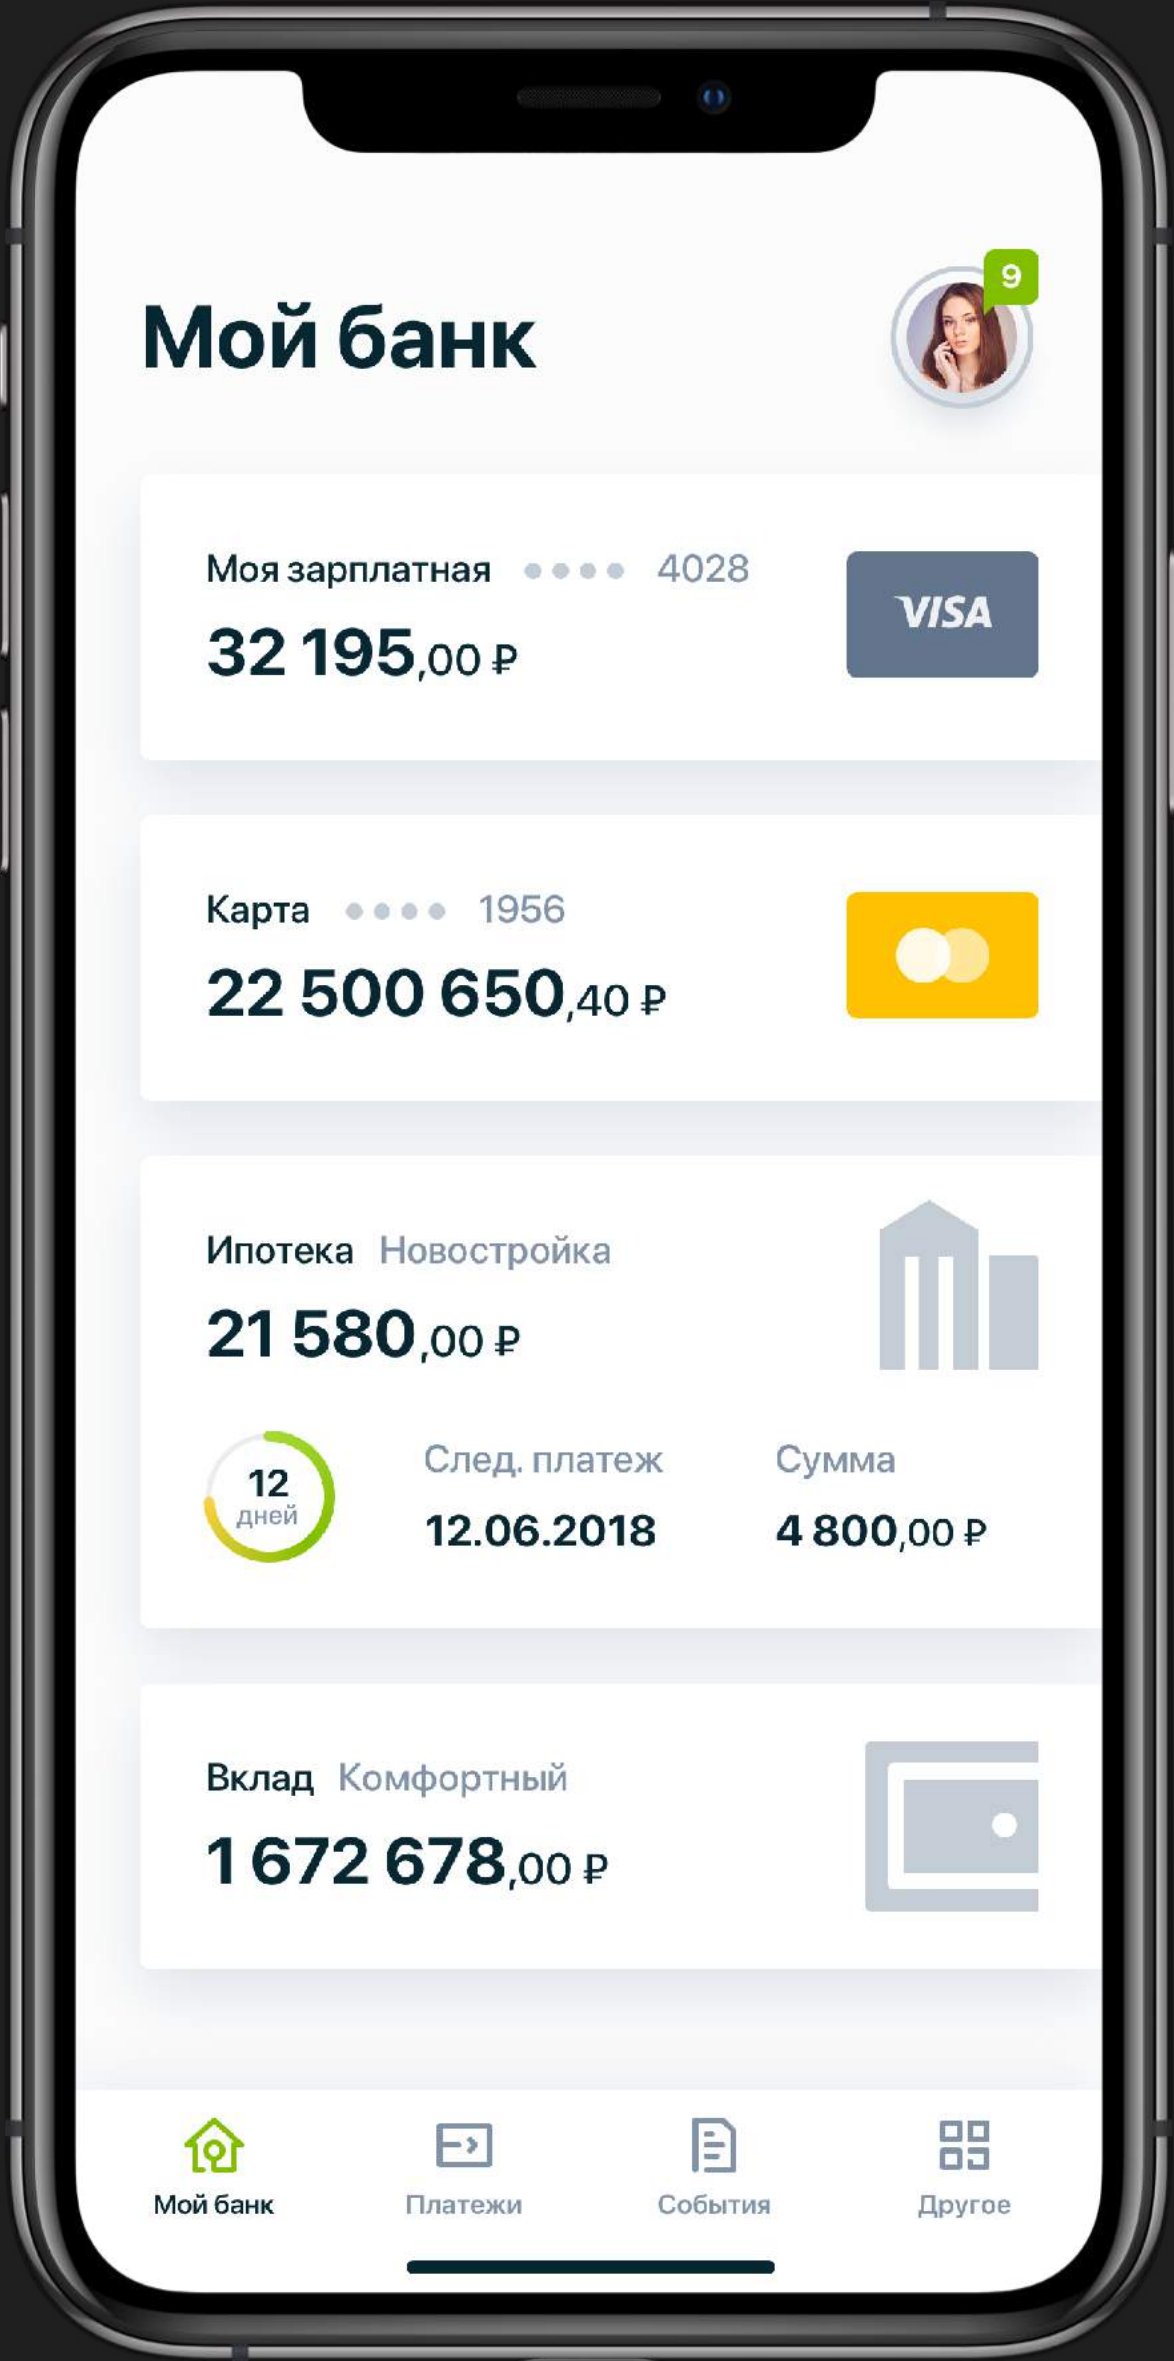 9
Мой банк
Моя зарплатная •••• 4028
VISA
32 195,00 ₽
Карта •••• 1956
22 500 650,40 ₽
Ипотека Новостройка
21 580,00 ₽
12
дней
След. платеж
12.06.2018
Сумма
4 800,00 ₽
Вклад Комфортный
1 672 678,00 ₽
Мой банк
Платежи
События
Другое